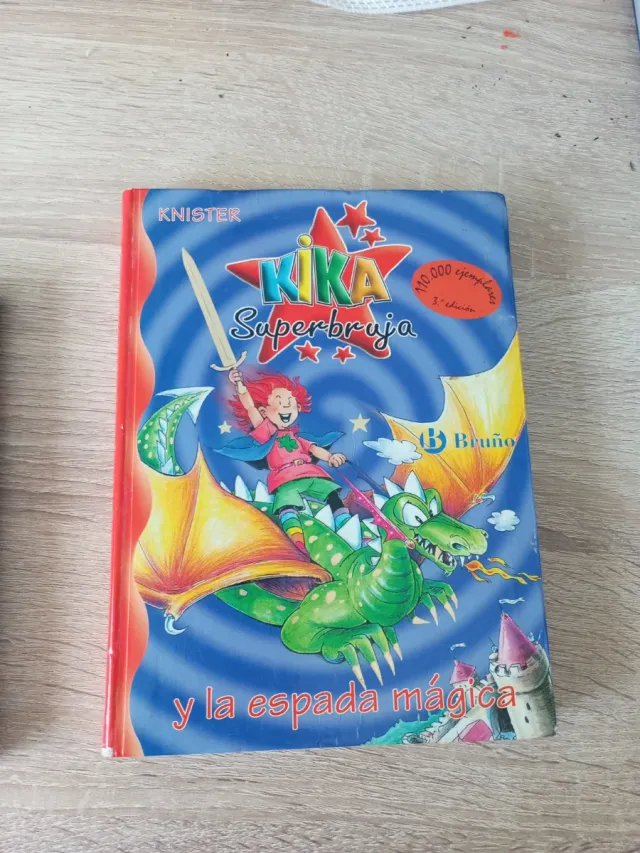 KNISTER
KIKA
Superbruja
110.000 ejemplares
3.ª edición
B Bruño
y la espada mágica